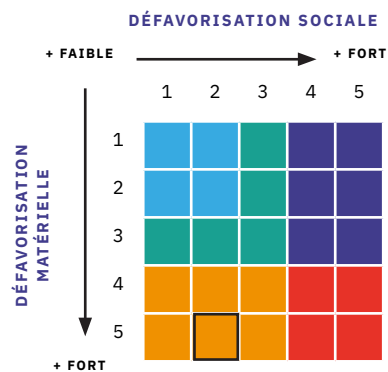 DÉFAVORISATION SOCIALE
+ FAIBLE
+ FORT
1 2 3 4 5
DÉFAVORISATION
MATÉRIELLE
1
2
3
4
5
+ FORT